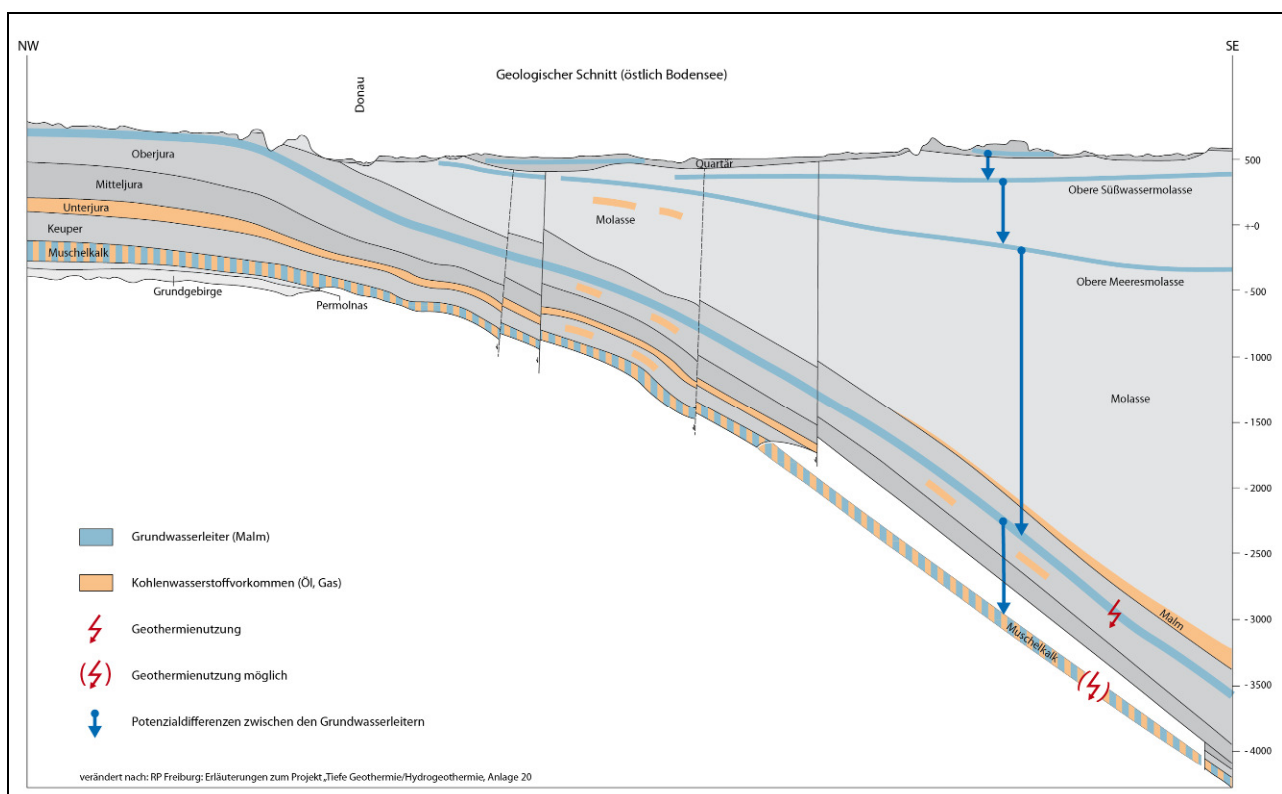 NW
SE
Geologischer Schnitt (östlich Bodensee)
Donau
Oberjura
Mitteljura
Unterjura
Keuper
Muschelkalk
Grundgebirge
Permolnas
Quartär
Molasse
Obere Süßwassermolasse
Obere Meeresmolasse
Molasse
Malm
Muschelkalk
500
+-0
- 500
- 1000
- 1500
- 2000
- 2500
- 3000
- 3500
- 4000
Grundwasserleiter (Malm)
Kohlenwasserstoffvorkommen (Öl, Gas)
Geothermienutzung
Geothermienutzung möglich
Potenzialdifferenzen zwischen den Grundwasserleitern
verändert nach: RP Freiburg: Erläuterungen zum Projekt „Tiefe Geothermie/Hydrogeothermie, Anlage 20